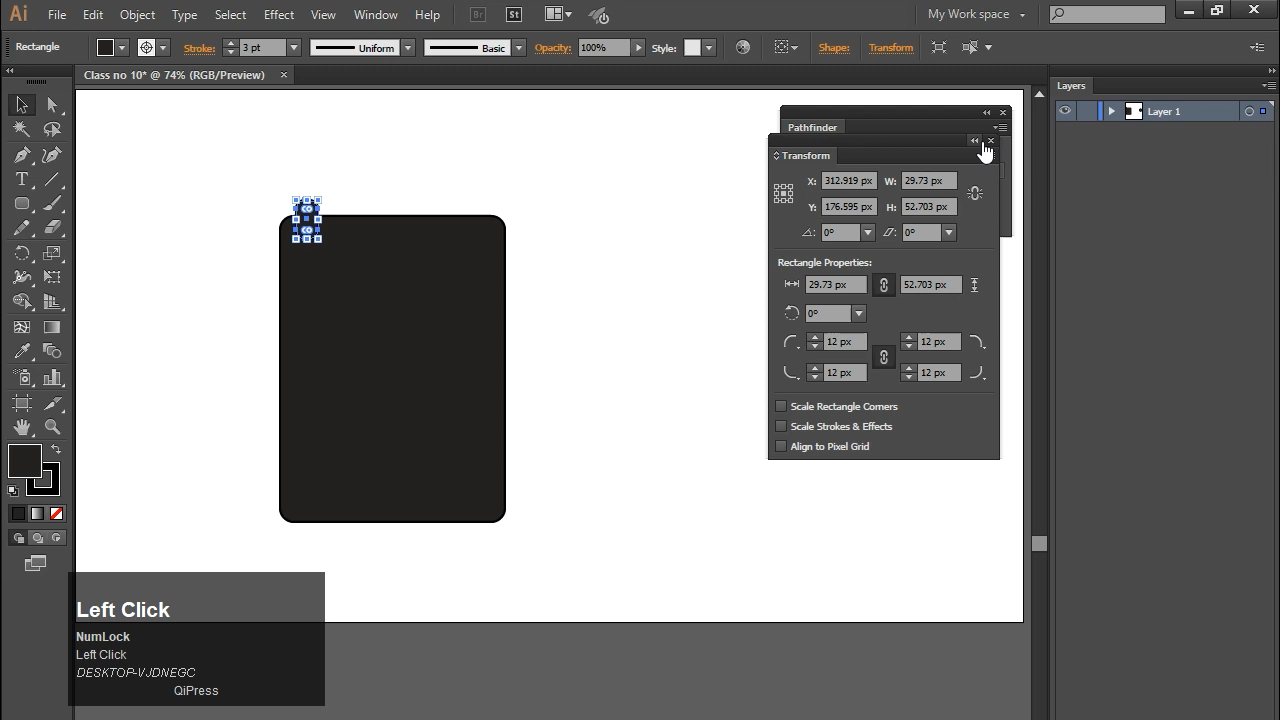 Ai File Edit Object Type Select Effect View Window Help Br St My Work space
Rectangle Stroke: 3 pt Uniform Basic Opacity: 100% Style: Shape: Transform
Class no 10* @ 74% (RGB/Preview)
Layers
Layer 1
Pathfinder
Transform
X: 312.919 px W: 29.73 px
Y: 176.595 px H: 52.703 px
0° 0°
Rectangle Properties:
29.73 px 52.703 px
0°
12 px 12 px
12 px 12 px
Scale Rectangle Corners
Scale Strokes & Effects
Align to Pixel Grid
Left Click
NumLock
Left Click
DESKTOP-VJDNEGC
QiPress